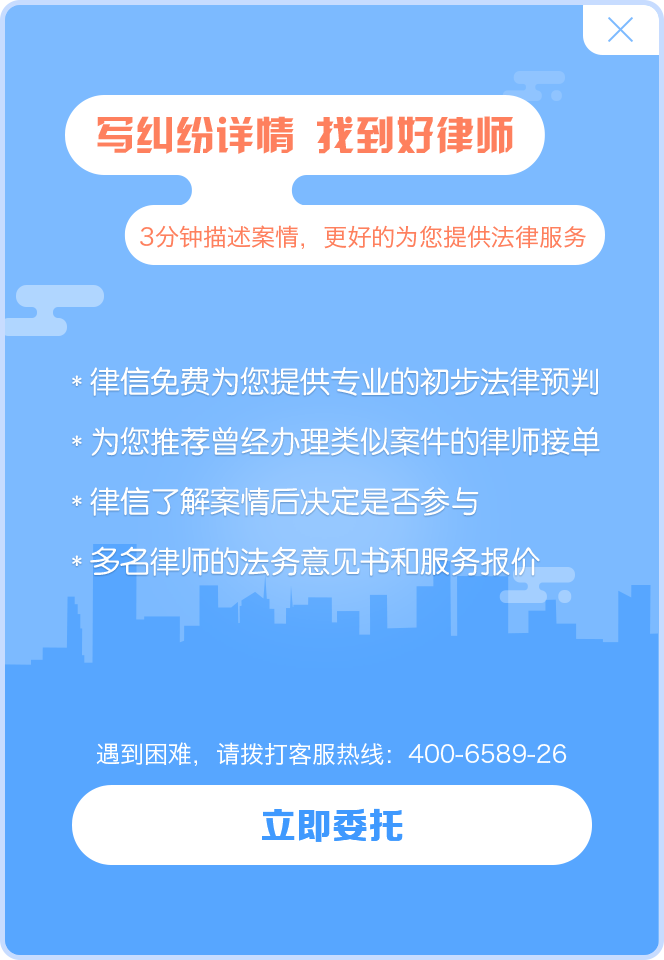 写纠纷详情 找到好律师
3分钟描述案情，更好的为您提供法律服务
* 律信免费为您提供专业的初步法律预判
* 为您推荐曾经办理类似案件的律师接单
* 律信了解案情后决定是否参与
* 多名律师的法务意见书和服务报价
遇到困难，请拨打客服热线：400-6589-26
立即委托